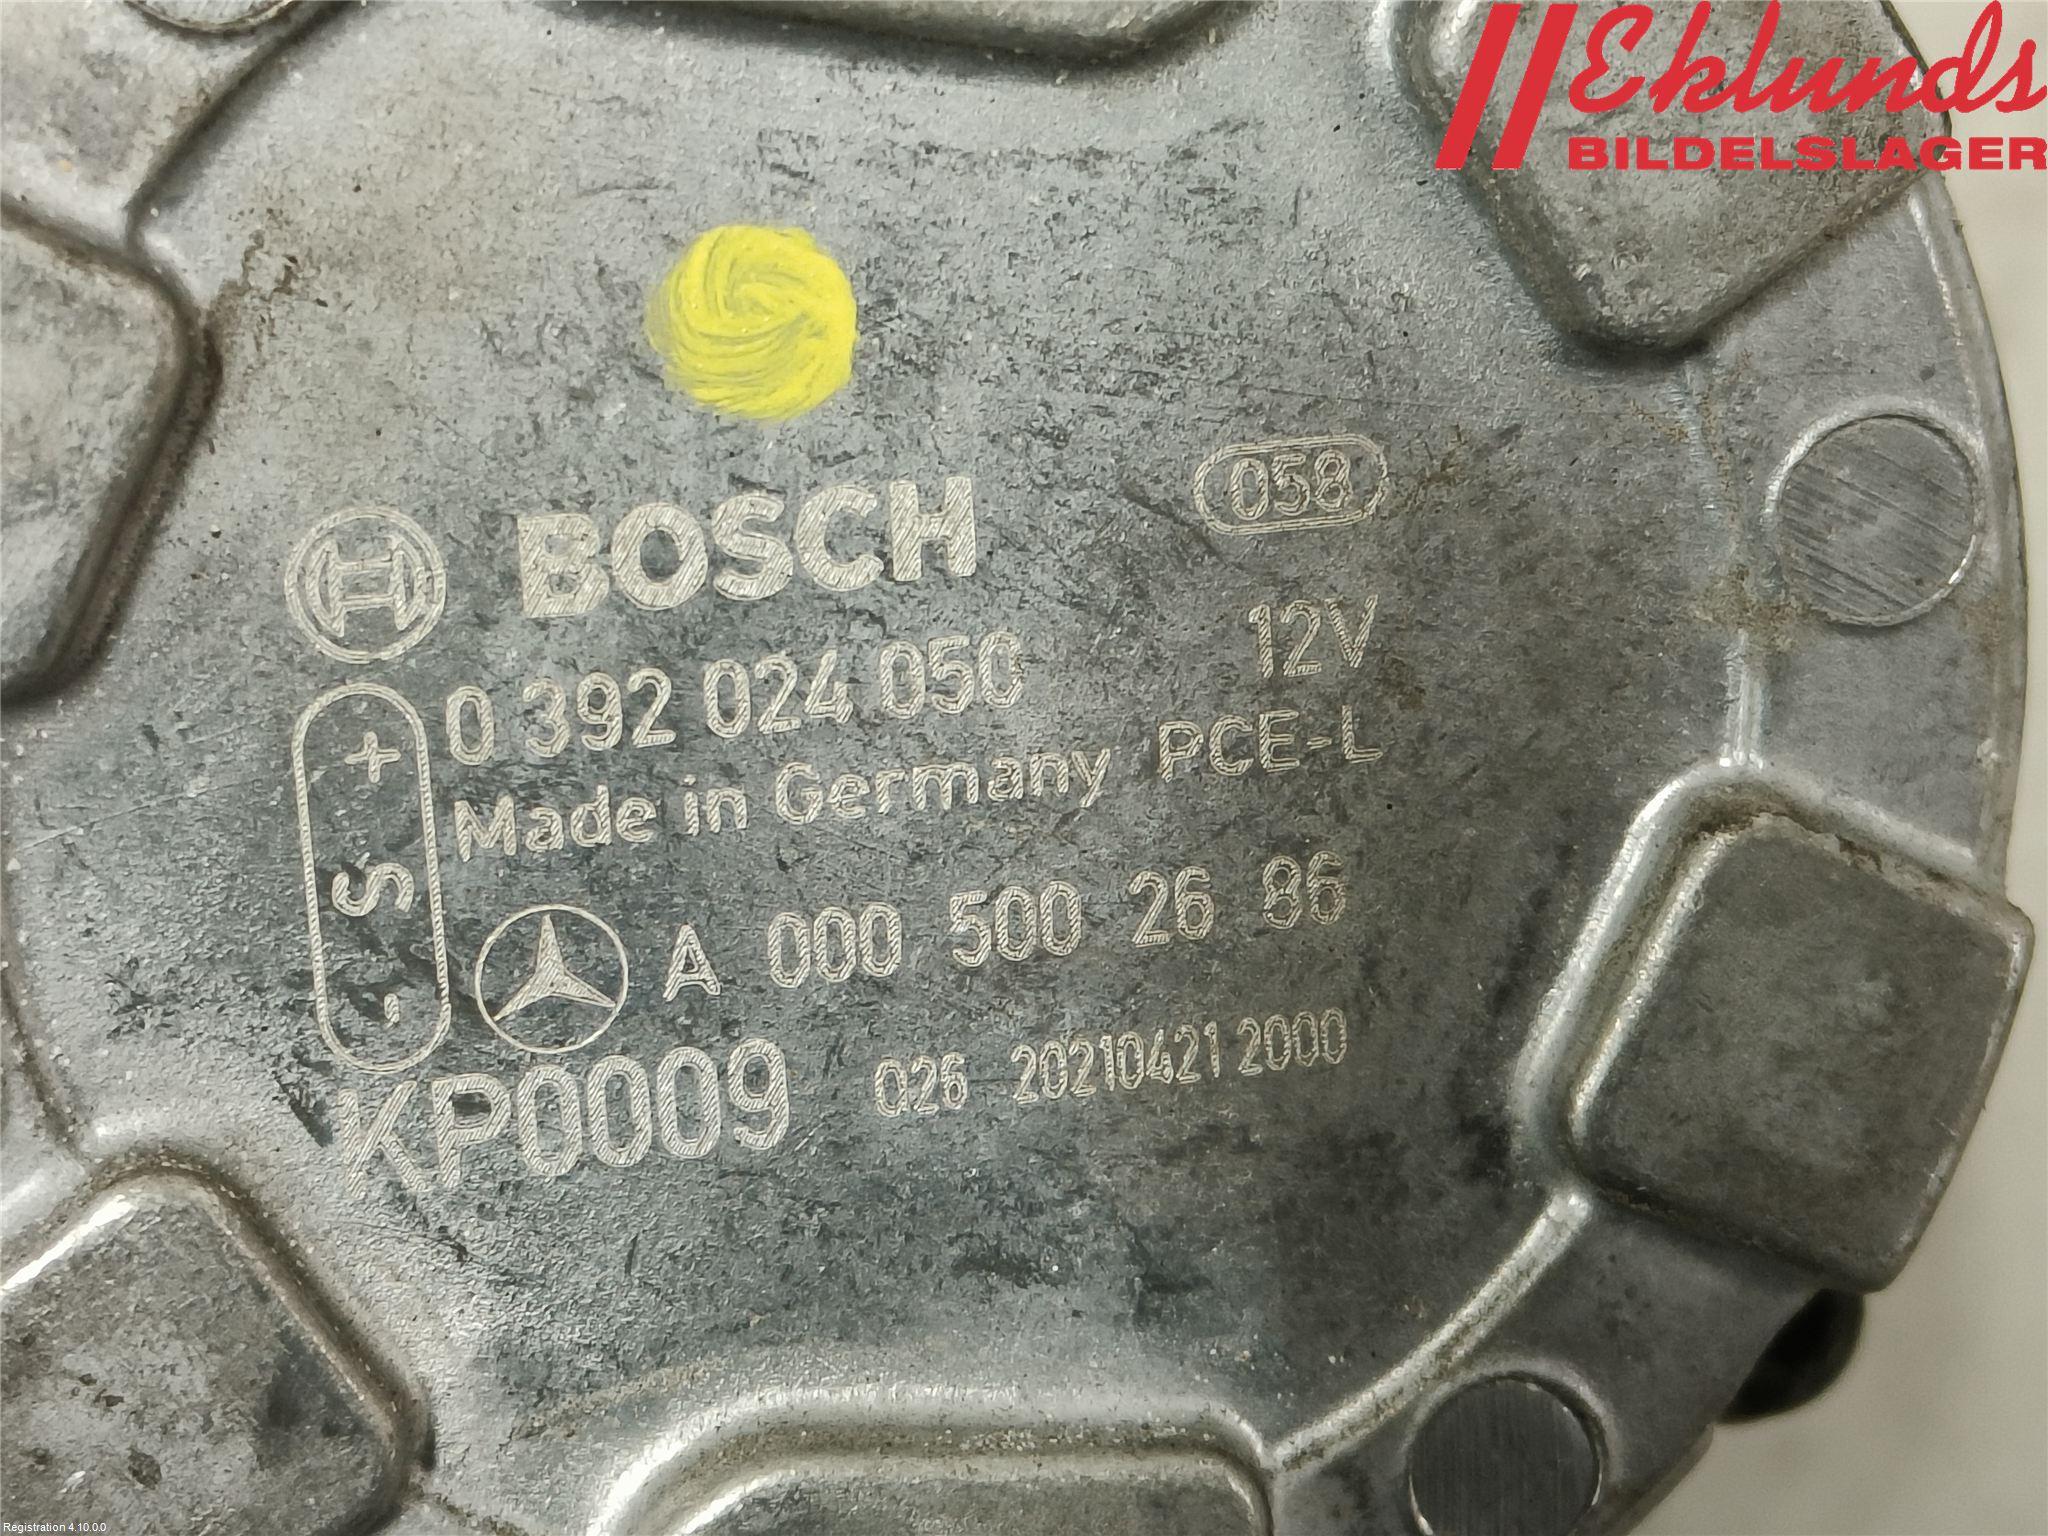 Eklunds
BILDELSLAGER
058
BOSCH
12V
0 392 024 050
Made in Germany PCE-L
+ S -
A 000 500 26 86
KP0009 Q26 20210421 2000
Registration 4.10.0.0